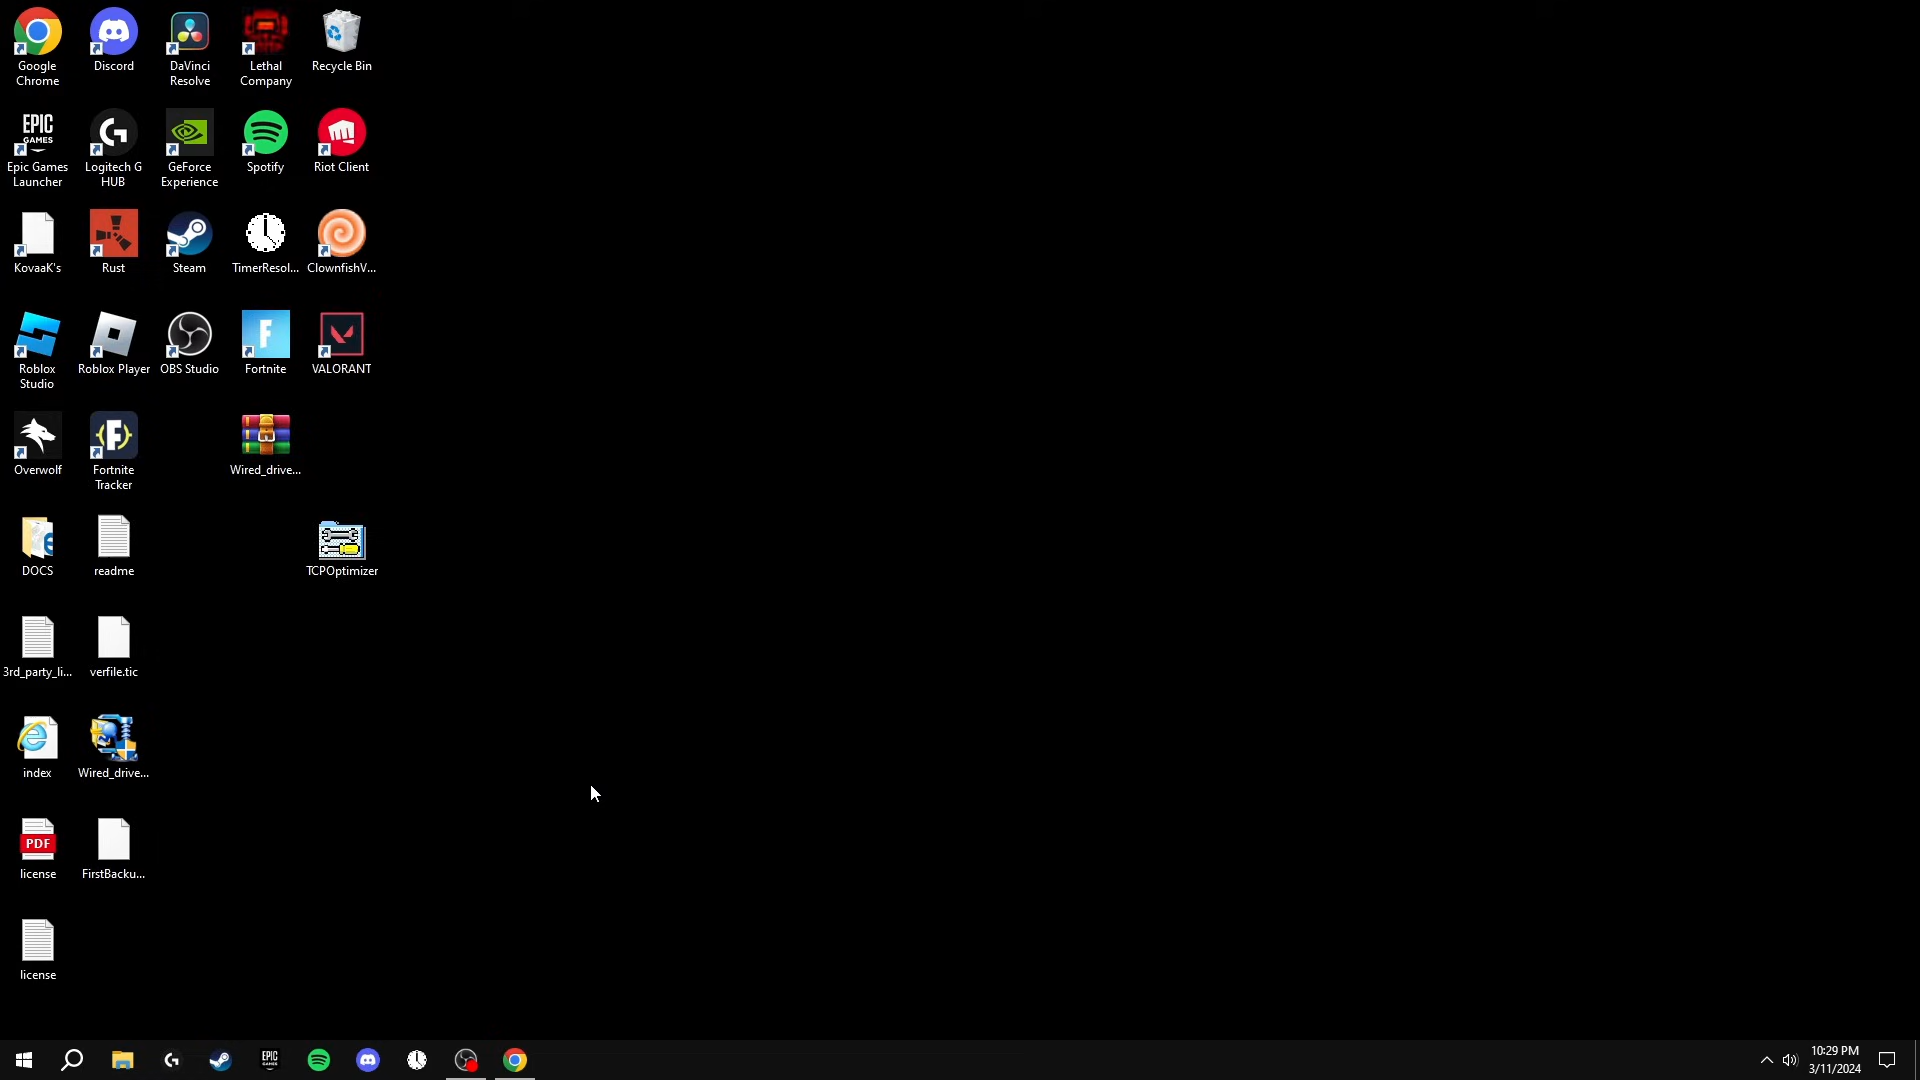 Google
Chrome
Discord
DaVinci
Resolve
Lethal
Company
Recycle Bin
EPIC
GAMES
Epic Games
Launcher
Logitech G
HUB
GeForce
Experience
Spotify
Riot Client
KovaaK's
Rust
Steam
TimerResol...
ClownfishV...
Roblox
Studio
Roblox Player
OBS Studio
F
Fortnite
VALORANT
Overwolf
F
Fortnite
Tracker
Wired_drive...
DOCS
readme
TCPOptimizer
3rd_party_li...
verfile.tic
index
Wired_drive...
PDF
license
FirstBacku...
license
EPIC
GAMES
10:29 PM
3/11/2024